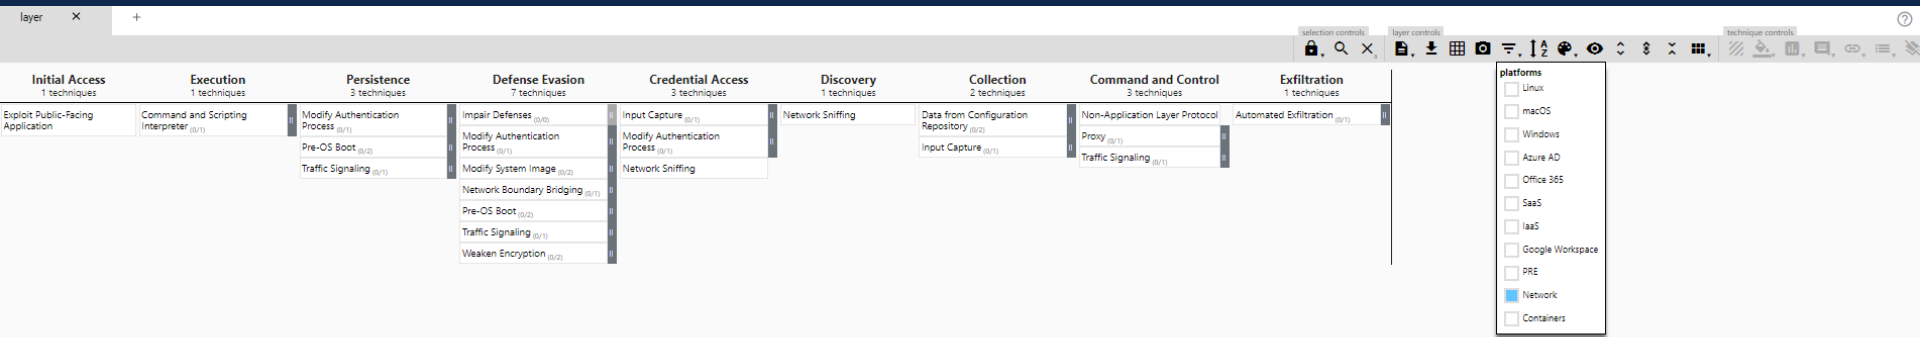 layer
selection controls
layer controls
technique controls
Initial Access
1 techniques
Exploit Public-Facing
Application
Execution
1 techniques
Command and Scripting
Interpreter (0/1)
Persistence
3 techniques
Modify Authentication
Process (0/1)
Pre-OS Boot (0/2)
Traffic Signaling (0/1)
Defense Evasion
7 techniques
Impair Defenses (0/0)
Modify Authentication
Process (0/1)
Modify System Image (0/2)
Network Boundary Bridging (0/1)
Pre-OS Boot (0/2)
Traffic Signaling (0/1)
Weaken Encryption (0/2)
Credential Access
3 techniques
Input Capture (0/1)
Modify Authentication
Process (0/1)
Network Sniffing
Discovery
1 techniques
Network Sniffing
Collection
2 techniques
Data from Configuration
Repository (0/2)
Input Capture (0/1)
Command and Control
3 techniques
Non-Application Layer Protocol
Proxy (0/1)
Traffic Signaling (0/1)
Exfiltration
1 techniques
Automated Exfiltration (0/1)
platforms
Linux
macOS
Windows
Azure AD
Office 365
SaaS
IaaS
Google Workspace
PRE
Network
Containers